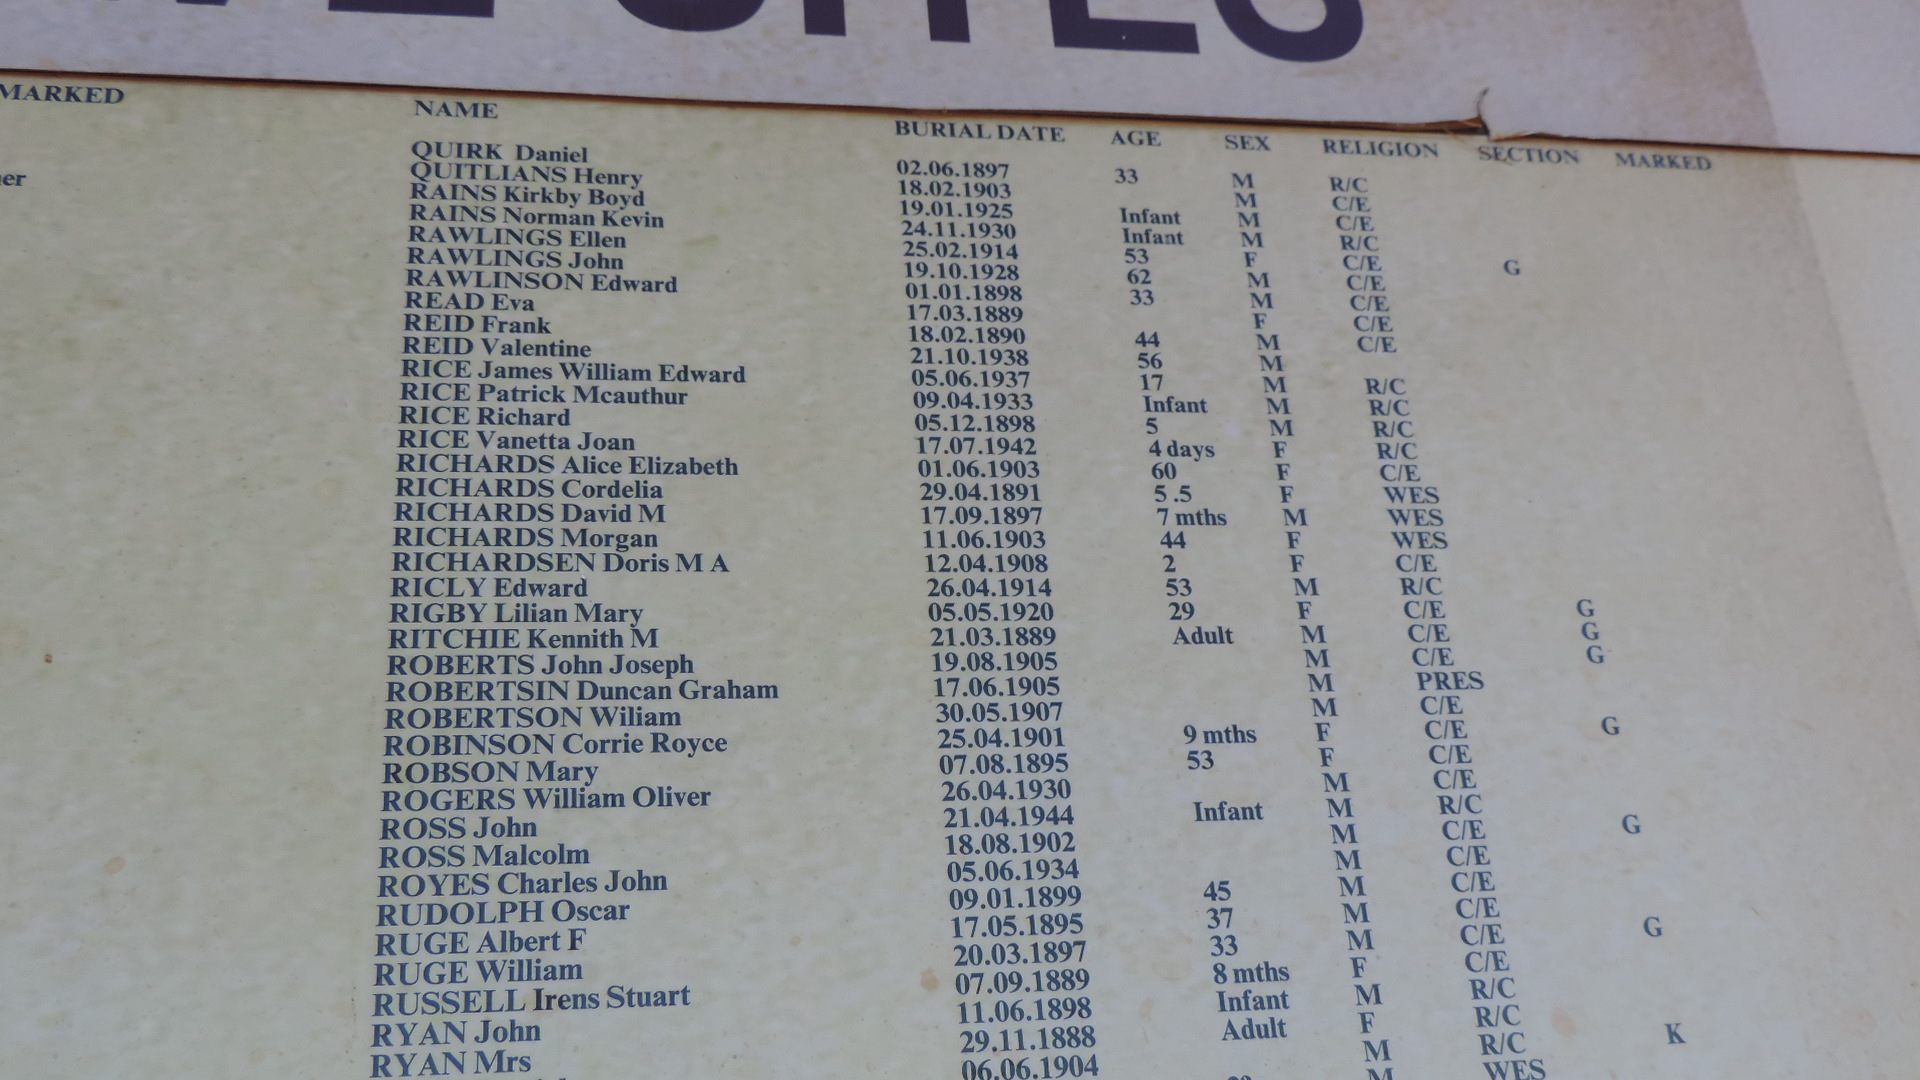 SITES
MARKED NAME BURIAL DATE AGE SEX RELIGION SECTION MARKED
QUIRK Daniel 02.06.1897 33 M R/C
QUITLIANS Henry 18.02.1903 M C/E
RAINS Kirkby Boyd 19.01.1925 Infant M C/E
RAINS Norman Kevin 24.11.1930 Infant M R/C
RAWLINGS Ellen 25.02.1914 53 F C/E G
RAWLINGS John 19.10.1928 62 M C/E
RAWLINSON Edward 01.01.1898 33 M C/E
READ Eva 17.03.1889 F C/E
REID Frank 18.02.1890 44 M C/E
REID Valentine 21.10.1938 56 M
RICE James William Edward 05.06.1937 17 M R/C
RICE Patrick Mcauthur 09.04.1933 Infant M R/C
RICE Richard 05.12.1898 5 M R/C
RICE Vanetta Joan 17.07.1942 4 days F R/C
RICHARDS Alice Elizabeth 01.06.1903 60 F C/E
RICHARDS Cordelia 29.04.1891 5 .5 F WES
RICHARDS David M 17.09.1897 7 mths M WES
RICHARDS Morgan 11.06.1903 44 F WES
RICHARDSEN Doris M A 12.04.1908 2 F C/E
RICLY Edward 26.04.1914 53 M R/C
RIGBY Lilian Mary 05.05.1920 29 F C/E G
RITCHIE Kennith M 21.03.1889 Adult M C/E G
ROBERTS John Joseph 19.08.1905 M C/E G
ROBERTSIN Duncan Graham 17.06.1905 M PRES
ROBERTSON Wiliam 30.05.1907 M C/E
ROBINSON Corrie Royce 25.04.1901 9 mths F C/E G
ROBSON Mary 07.08.1895 53 F C/E
ROGERS William Oliver 26.04.1930 M C/E
ROSS John 21.04.1944 Infant M R/C
ROSS Malcolm 18.08.1902 M C/E G
ROYES Charles John 05.06.1934 M C/E
RUDOLPH Oscar 09.01.1899 45 M C/E
RUGE Albert F 17.05.1895 37 M C/E
RUGE William 20.03.1897 33 M C/E G
RUSSELL Irens Stuart 07.09.1889 8 mths F C/E
RYAN John 11.06.1898 Infant M R/C
RYAN Mrs 29.11.1888 Adult F R/C
06.06.1904 M R/C K
M WES